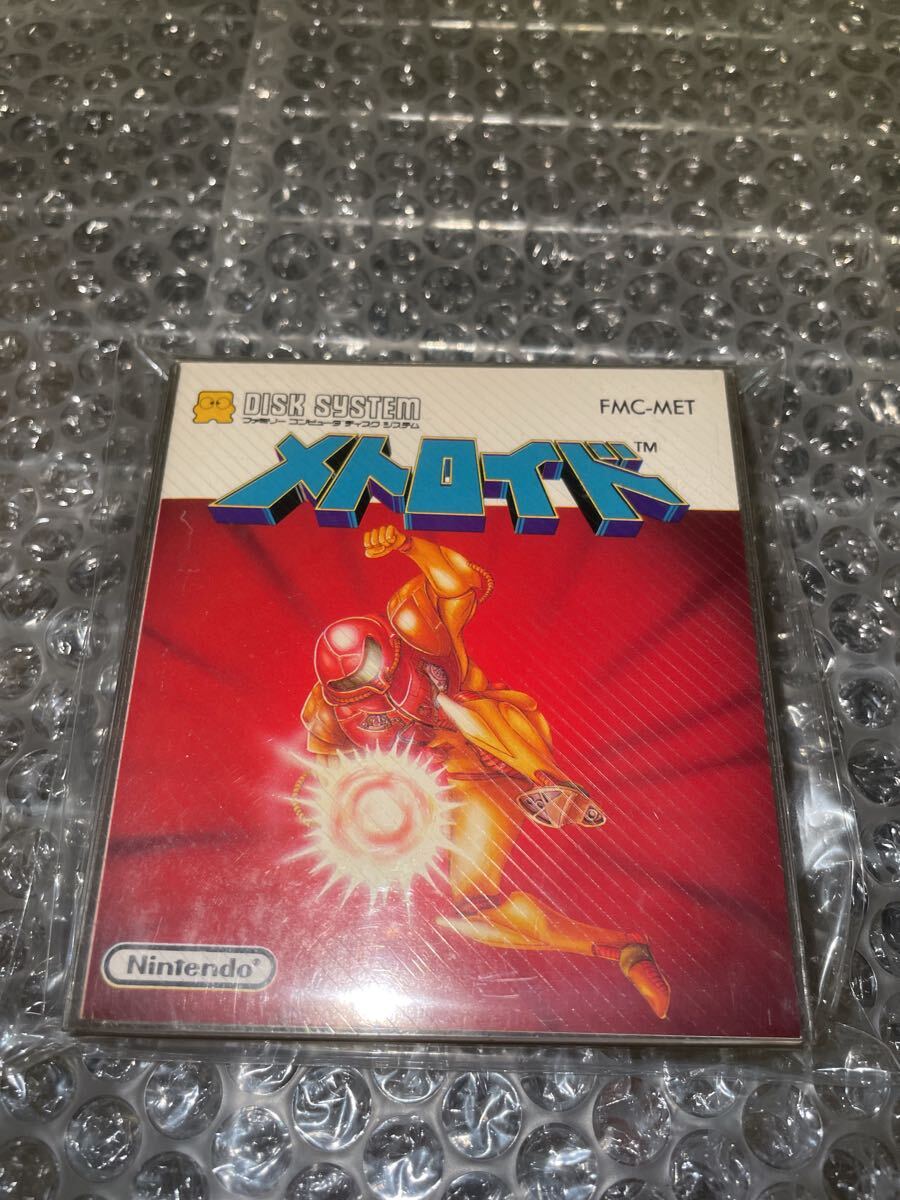 DISK SYSTEM
ファミリー コンピュータ ディスク システム
FMC-MET
メトロイド™
Nintendo®